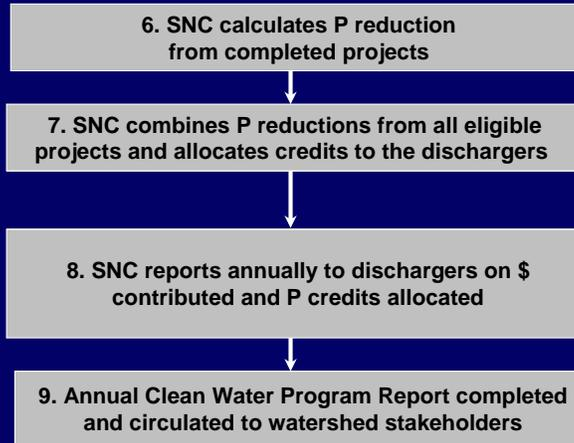 6. SNC calculates P reduction
from completed projects
7. SNC combines P reductions from all eligible
projects and allocates credits to the dischargers
8. SNC reports annually to dischargers on $
contributed and P credits allocated
9. Annual Clean Water Program Report completed
and circulated to watershed stakeholders